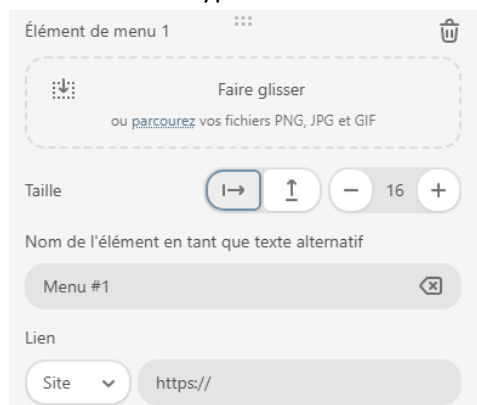 Élément de menu 1
Faire glisser
ou parcourez vos fichiers PNG, JPG et GIF
Taille
16
Nom de l'élément en tant que texte alternatif
Menu #1
Lien
Site
https://